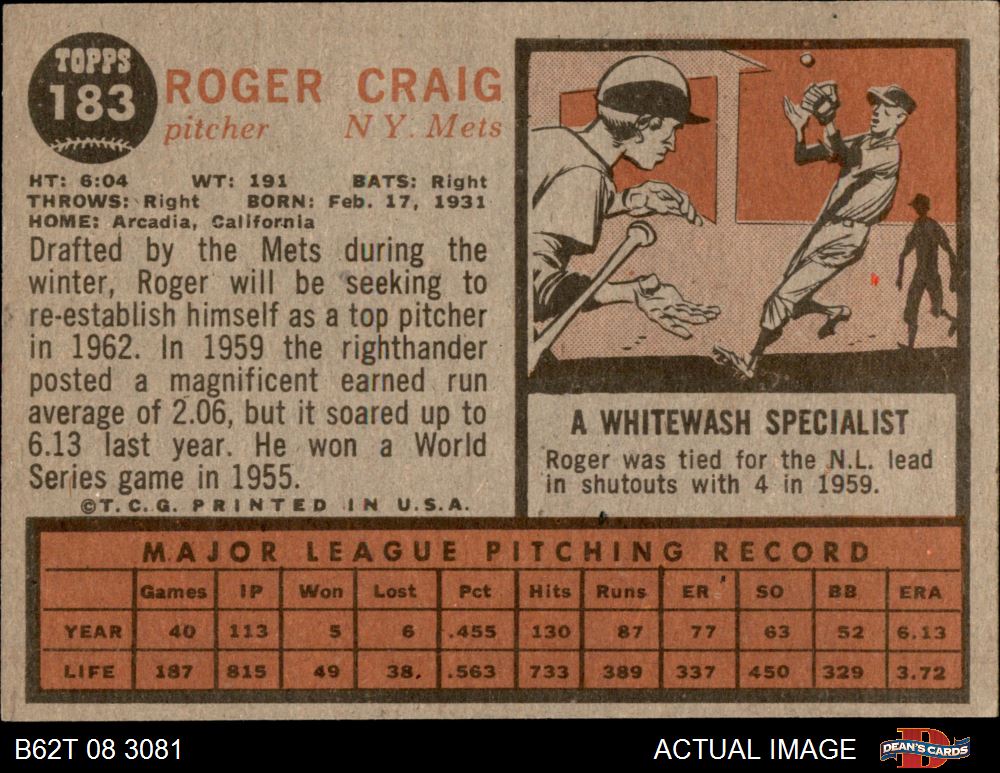 TOPPS
183
ROGER CRAIG
pitcher N Y. Mets
HT: 6:04 WT: 191 BATS: Right
THROWS: Right BORN: Feb. 17, 1931
HOME: Arcadia, California
Drafted by the Mets during the
winter, Roger will be seeking to
re-establish himself as a top pitcher
in 1962. In 1959 the righthander
posted a magnificent earned run
average of 2.06, but it soared up to
6.13 last year. He won a World
Series game in 1955.
©T.C.G. PRINTED IN U.S.A.
A WHITEWASH SPECIALIST
Roger was tied for the N.L. lead
in shutouts with 4 in 1959.
MAJOR LEAGUE PITCHING RECORD
Games IP Won Lost Pct Hits Runs ER SO BB ERA
YEAR 40 113 5 6 .455 130 87 77 63 52 6.13
LIFE 187 815 49 38. .563 733 389 337 450 329 3.72
B62T 08 3081 ACTUAL IMAGE DEAN'S CARDS